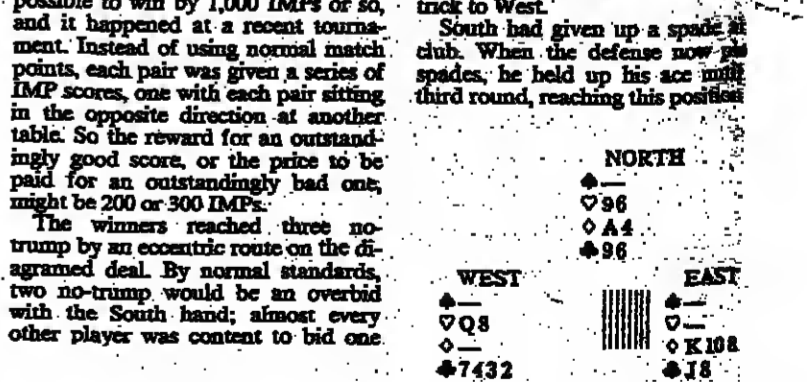 possible to win by 1,000 IMPs or so,
and it happened at a recent tourna-
ment. Instead of using normal match
points, each pair was given a series of
IMP scores, one with each pair sitting
in the opposite direction at another
table. So the reward for an outstand-
ingly good score, or the price to be
paid for an outstandingly bad one,
might be 200 or 300 IMPs.
The winners reached three no-
trump by an eccentric route on the di-
agramed deal. By normal standards,
two no-trump would be an overbid
with the South hand; almost every
other player was content to bid one
trick to West.
South had given up a spade
club. When the defense now
spades, he held up his ace
third round, reaching this position
NORTH
♠ —
♡ 96
◇ A 4
♣ 96
WEST
♠ —
♡ Q8
◇ —
♣ 7432
EAST
♠ —
♡ —
◇ K108
♣ J8